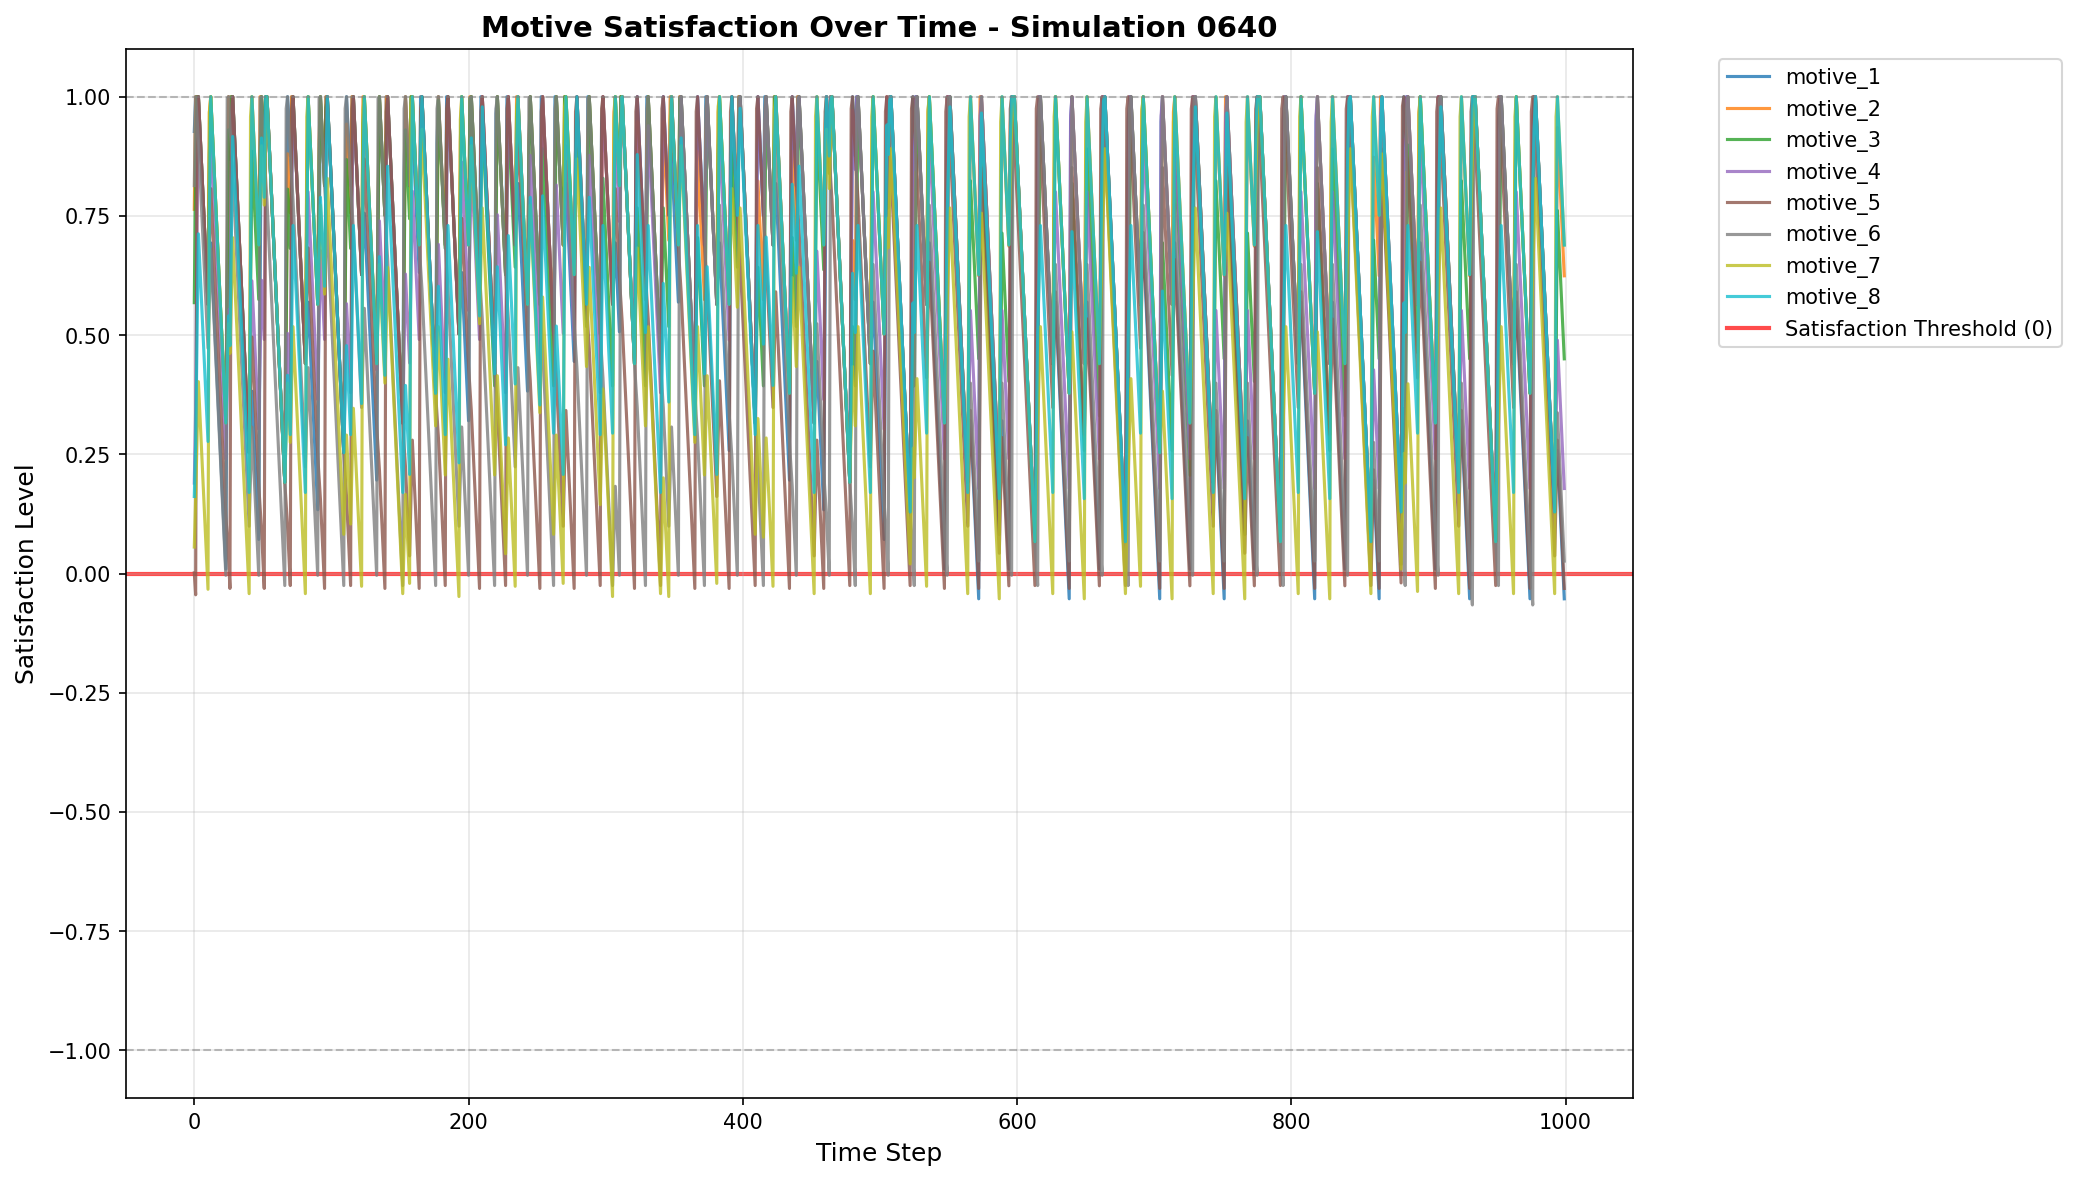 Motive Satisfaction Over Time - Simulation 0640
Satisfaction Level
1.00
0.75
0.50
0.25
0.00
−0.25
−0.50
−0.75
−1.00
0
200
400
600
800
1000
Time Step
motive_1
motive_2
motive_3
motive_4
motive_5
motive_6
motive_7
motive_8
Satisfaction Threshold (0)